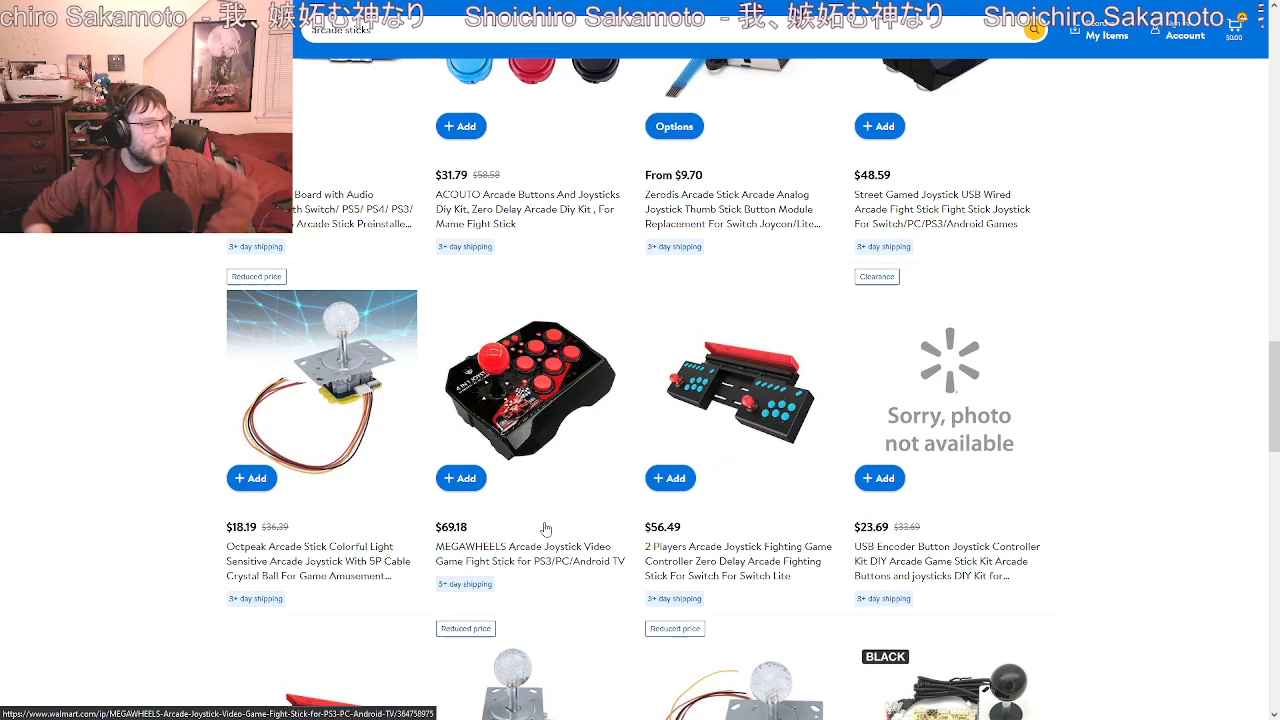 choichiro Sakamoto - 我、嫉妬む神なり Shoichiro Sakamoto - 我、嫉妬む神なり Shoichiro Sakamoto -
arcade sticks
My Items
Account
$0.00
+ Add
Options
+ Add
$31.79 $58.58
From $9.70
$48.59
Board with Audio
th Switch/ PS5/ PS4/ PS3/
Arcade Stick Preinstalle...
ACOUTO Arcade Buttons And Joysticks
Diy Kit, Zero Delay Arcade Diy Kit , For
Mame Fight Stick
Zerodis Arcade Stick Arcade Analog
Joystick Thumb Stick Button Module
Replacement For Switch Joycon/Lite...
Street Gamed Joystick USB Wired
Arcade Fight Stick Fight Stick Joystick
For Switch/PC/PS3/Android Games
3+ day shipping
3+ day shipping
3+ day shipping
3+ day shipping
Reduced price
Clearance
Sorry, photo
not available
+ Add
+ Add
+ Add
+ Add
$18.19 $36.39
$69.18
$56.49
$23.69 $33.69
Octpeak Arcade Stick Colorful Light
Sensitive Arcade Joystick With 5P Cable
Crystal Ball For Game Amusement...
MEGAWHEELS Arcade Joystick Video
Game Fight Stick for PS3/PC/Android TV
2 Players Arcade Joystick Fighting Game
Controller Zero Delay Arcade Fighting
Stick For Switch For Switch Lite
USB Encoder Button Joystick Controller
Kit DIY Arcade Game Stick Kit Arcade
Buttons and joysticks DIY Kit for...
3+ day shipping
3+ day shipping
3+ day shipping
3+ day shipping
Reduced price
Reduced price
BLACK
https://www.walmart.com/ip/MEGAWHEELS-Arcade-Joystick-Video-Game-Fight-Stick-for-PS3-PC-Android-TV/364758975